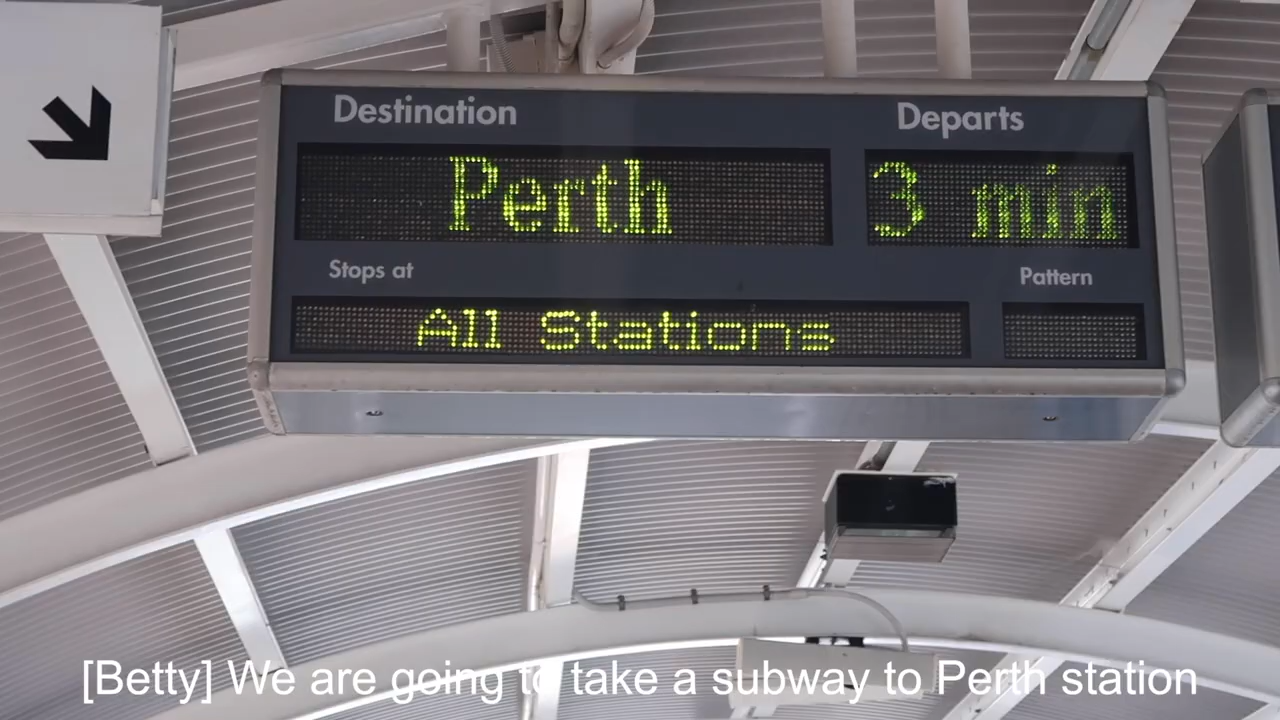 Destination
Departs
Perth
3 min
Stops at
Pattern
All Stations
[Betty] We are going to take a subway to Perth station